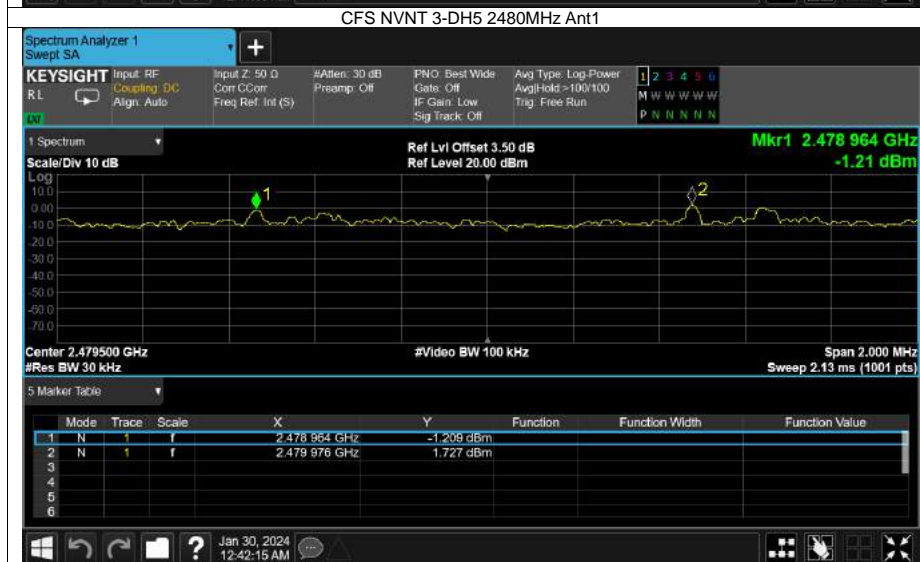 CFS NVNT 3-DH5 2480MHz Ant1
Spectrum Analyzer 1
Swept SA
+
KEYSIGHT Input: RF Input Z: 50 Ω #Atten: 30 dB PNO: Best Wide Avg Type: Log-Power 1 2 3 4 5 6
RL Coupling: DC Corr CCorr Preamp: Off Gate: Off Avg|Hold:>100/100 M W W W W W
Align: Auto Freq Ref: Int (S) IF Gain: Low Trig: Free Run
Sig Track: Off P N N N N N
LXI
1 Spectrum Ref Lvl Offset 3.50 dB Mkr1 2.478 964 GHz
Scale/Div 10 dB Ref Level 20.00 dBm -1.21 dBm
Log
10.0
0.00
-10.0
-20.0
-30.0
-40.0
-50.0
-60.0
-70.0
1
2
Center 2.479500 GHz #Video BW 100 kHz Span 2.000 MHz
#Res BW 30 kHz Sweep 2.13 ms (1001 pts)
5 Marker Table
Mode Trace Scale X Y Function Function Width Function Value
1 N 1 f 2.478 964 GHz -1.209 dBm
2 N 1 f 2.479 976 GHz 1.727 dBm
3
4
5
6
? Jan 30, 2024
12:42:15 AM